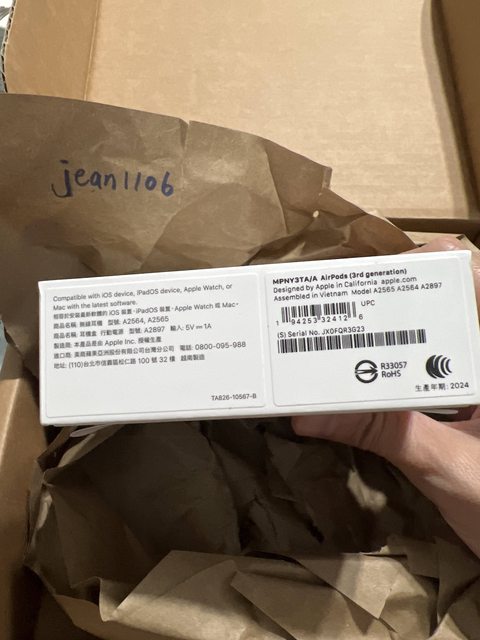 jean1106
Compatible with iOS device, iPadOS device, Apple Watch, or
Mac with the latest software.
相容於安裝最新軟體的 iOS 裝置、iPadOS 裝置、Apple Watch 或 Mac。
商品名稱: 無線耳機 型號: A2564, A2565
商品名稱: 耳機盒 行動電源 型號: A2897 輸入: 5V ⎓ 1A
製造商: 本產品是由 Apple Inc. 授權生產
進口商: 美商蘋果亞洲股份有限公司台灣分公司 電話: 0800-095-988
地址: (110)台北市信義區松仁路 100 號 32 樓 越南製造
TA826-10567-B
MPNY3TA/A AirPods (3rd generation)
Designed by Apple in California apple.com
Assembled in Vietnam Model A2565 A2564 A2897
UPC
1 94253 32412 6
(S) Serial No. JX0FQR3G23
R33057
RoHS
生產年期: 2024